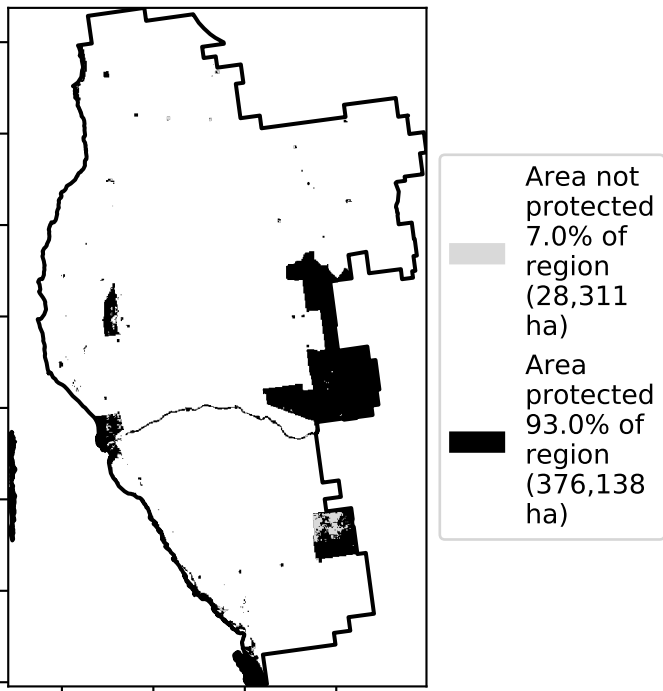 Area not
protected
7.0% of
region
(28,311
ha)
Area
protected
93.0% of
region
(376,138
ha)